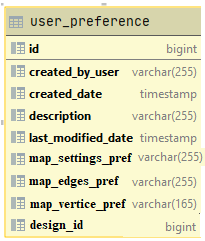 user_preference
id bigint
created_by_user varchar(255)
created_date timestamp
description varchar(255)
last_modified_date timestamp
map_settings_pref varchar(255)
map_edges_pref varchar(255)
map_vertice_pref varchar(165)
design_id bigint